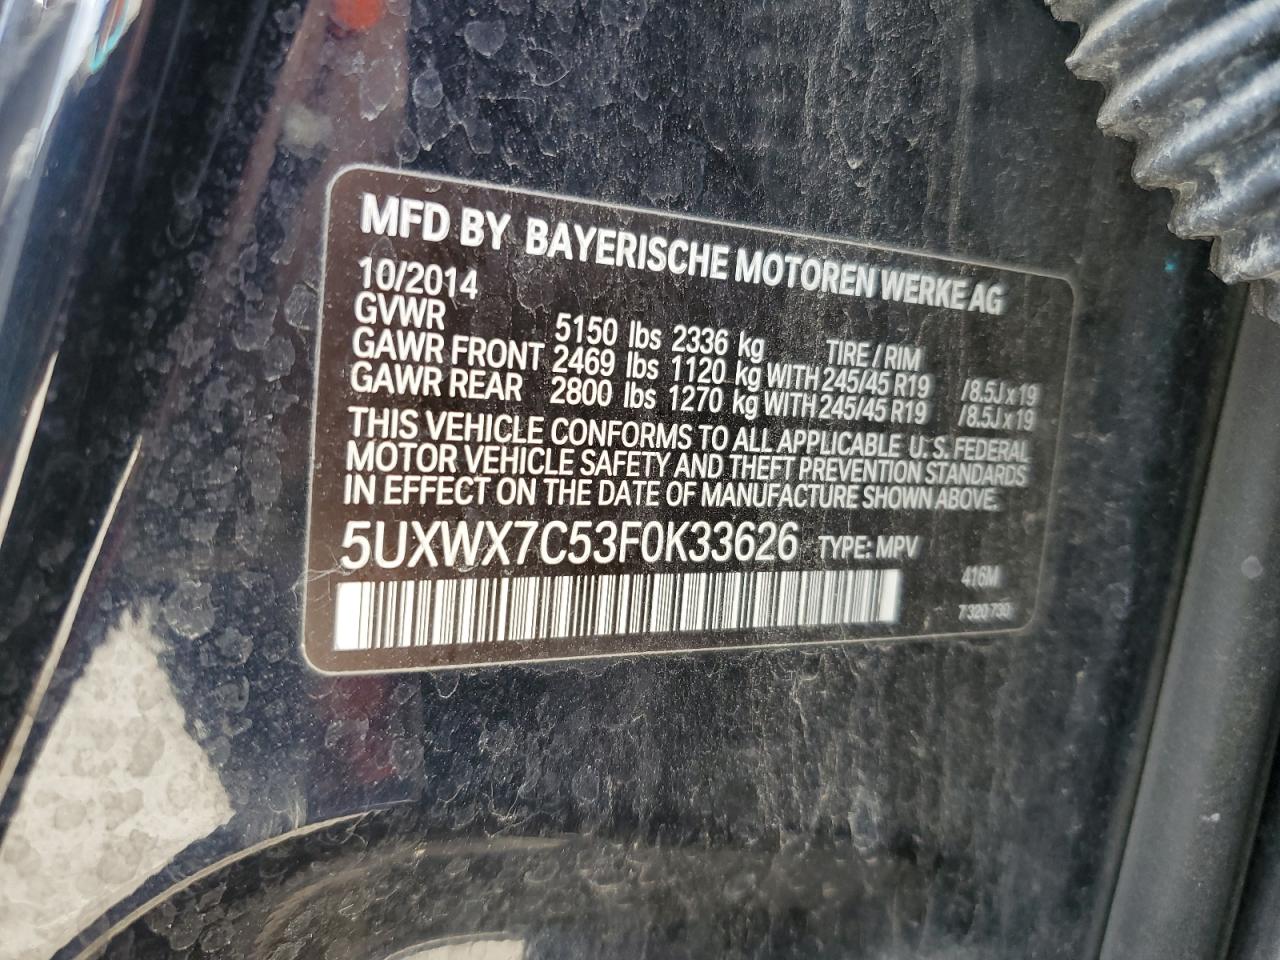 MFD BY BAYERISCHE MOTOREN WERKE AG
10/2014
GVWR 5150 lbs 2336 kg TIRE / RIM
GAWR FRONT 2469 lbs 1120 kg WITH 245/45 R19 /8.5J x 19
GAWR REAR 2800 lbs 1270 kg WITH 245/45 R19 /8.5J x 19
THIS VEHICLE CONFORMS TO ALL APPLICABLE U.S. FEDERAL
MOTOR VEHICLE SAFETY AND THEFT PREVENTION STANDARDS
IN EFFECT ON THE DATE OF MANUFACTURE SHOWN ABOVE.
5UXWX7C53F0K33626 TYPE: MPV
416M
7 320 730